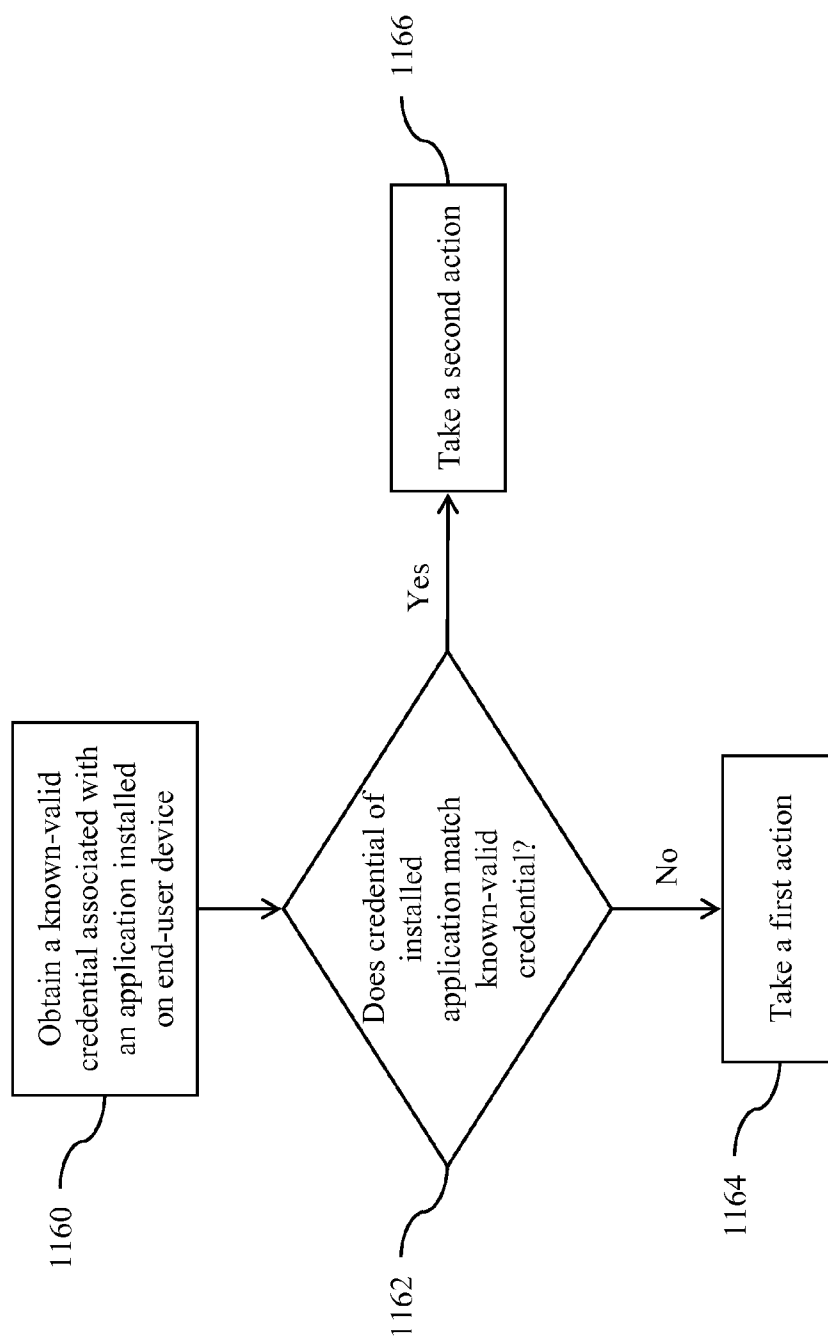 1160
Obtain a known-valid
credential associated with
an application installed
on end-user device
1162
Does credential of
installed
application match
known-valid
credential?
Yes
1166
Take a second action
No
1164
Take a first action